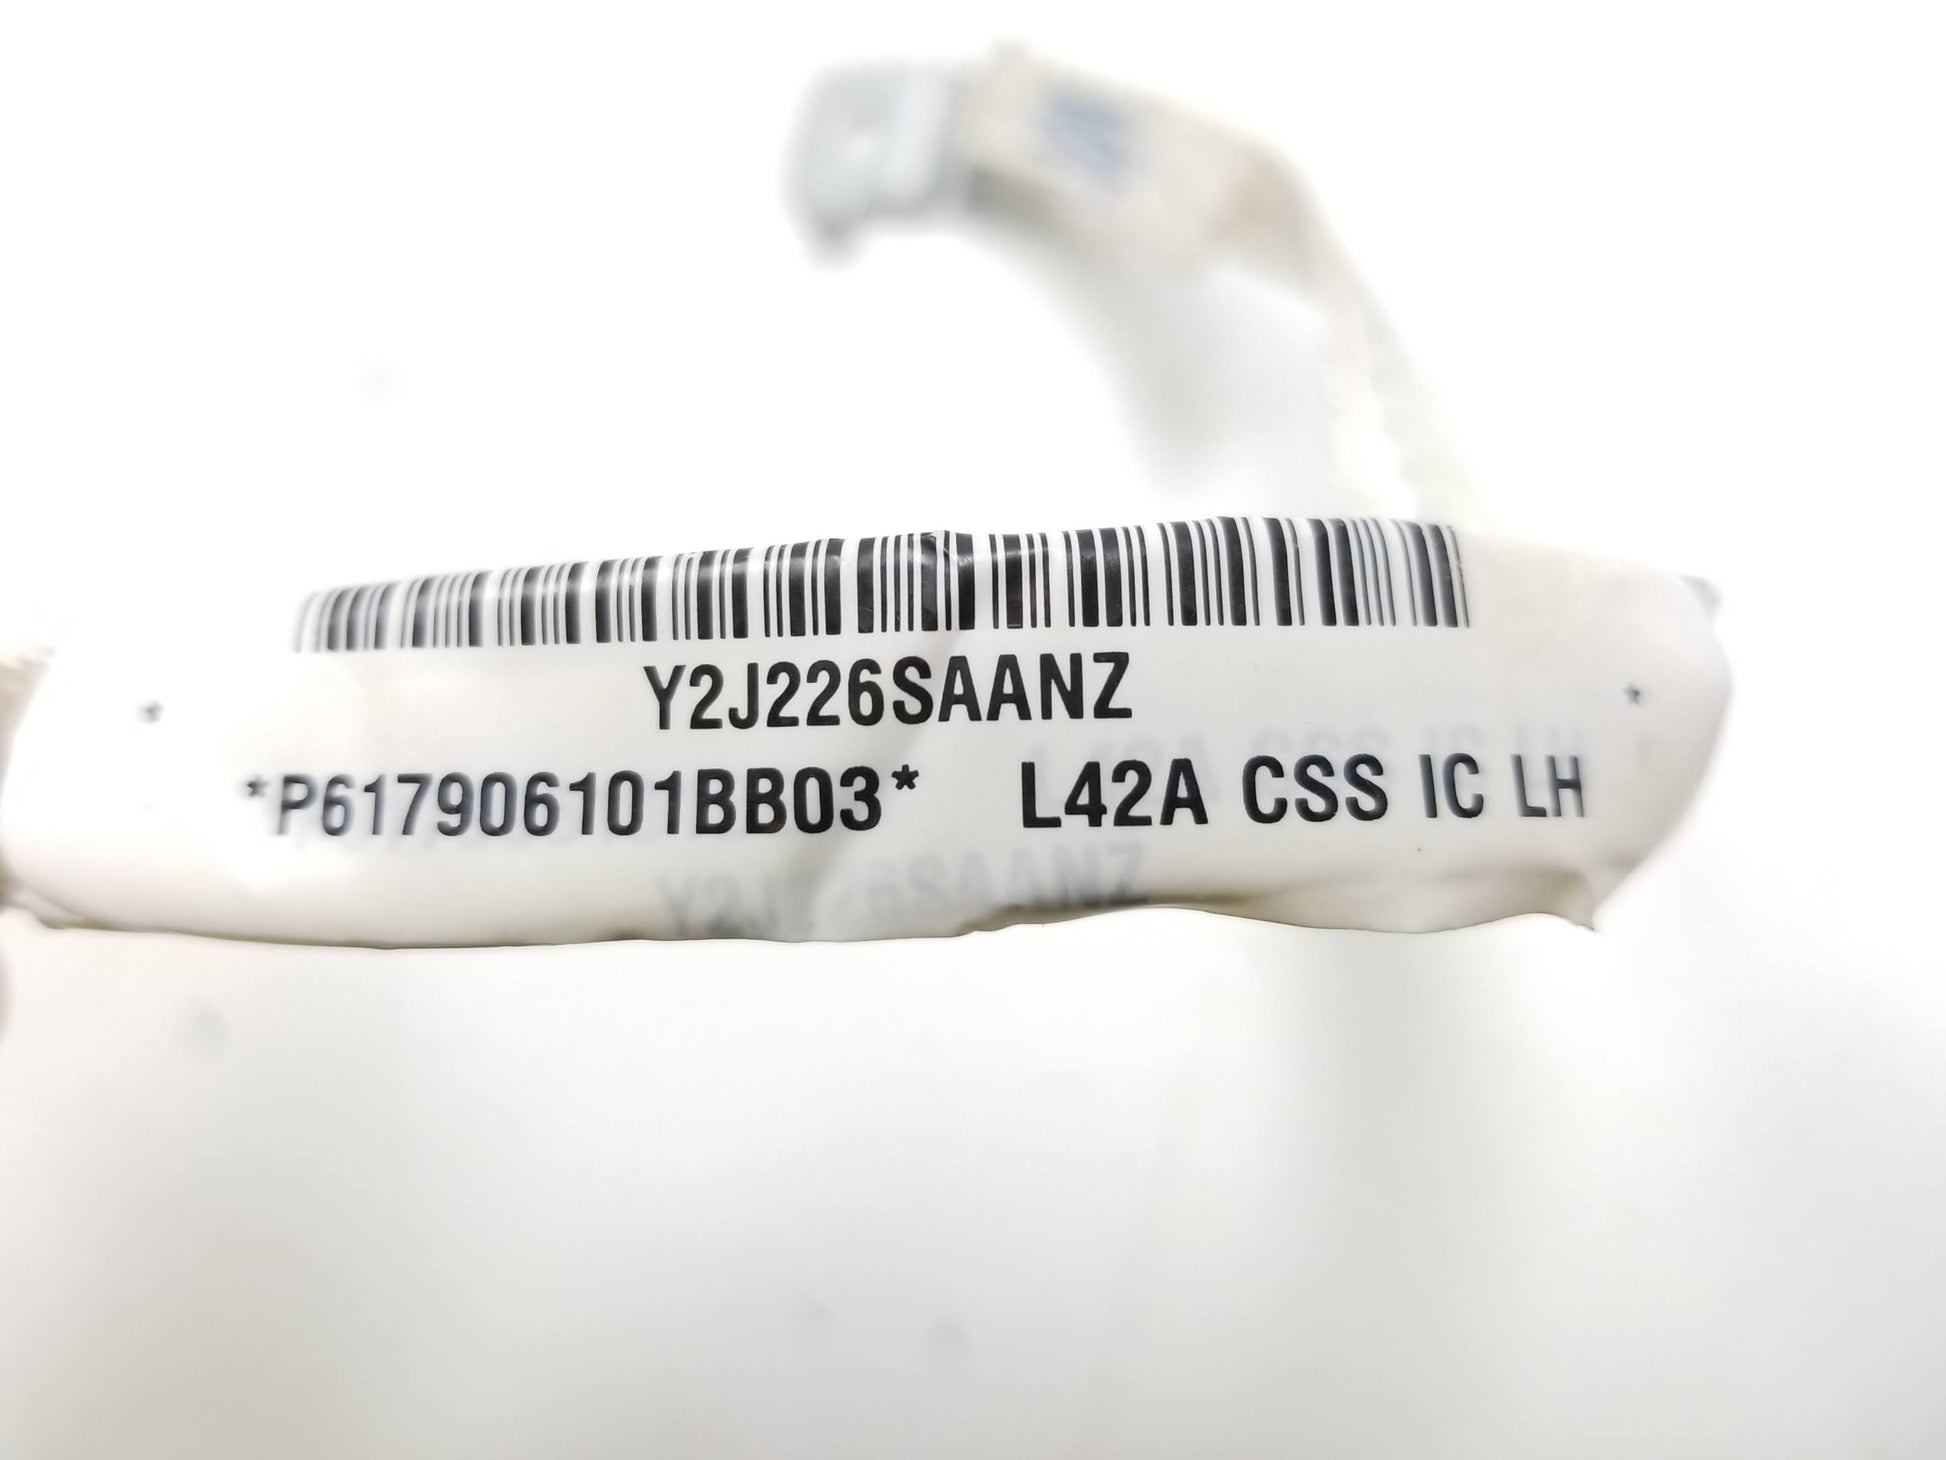 Y2J226SAANZ
*P617906101BB03* L42A CSS IC LH